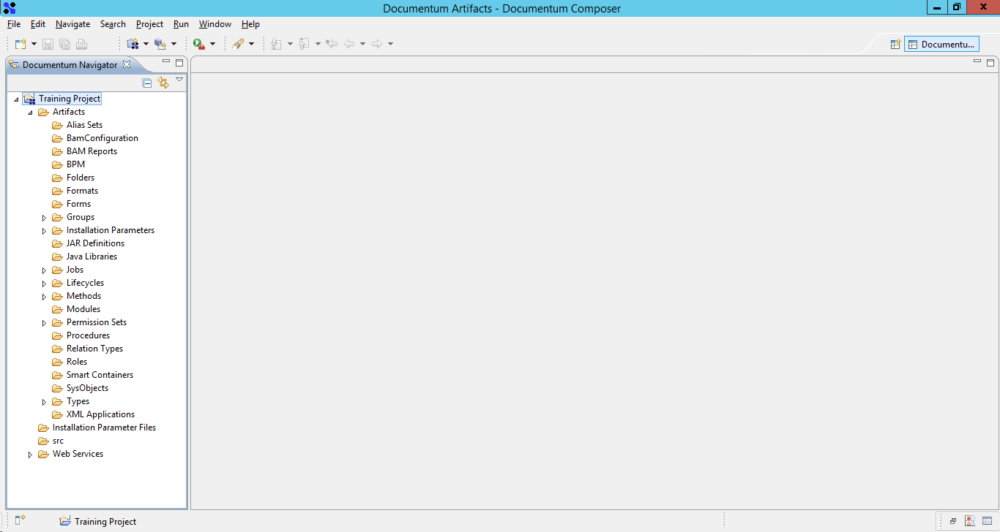 Documentum Artifacts - Documentum Composer
File Edit Navigate Search Project Run Window Help
Documentu...
Documentum Navigator
Training Project
Artifacts
Alias Sets
BamConfiguration
BAM Reports
BPM
Folders
Formats
Forms
Groups
Installation Parameters
JAR Definitions
Java Libraries
Jobs
Lifecycles
Methods
Modules
Permission Sets
Procedures
Relation Types
Roles
Smart Containers
SysObjects
Types
XML Applications
Installation Parameter Files
src
Web Services
Training Project